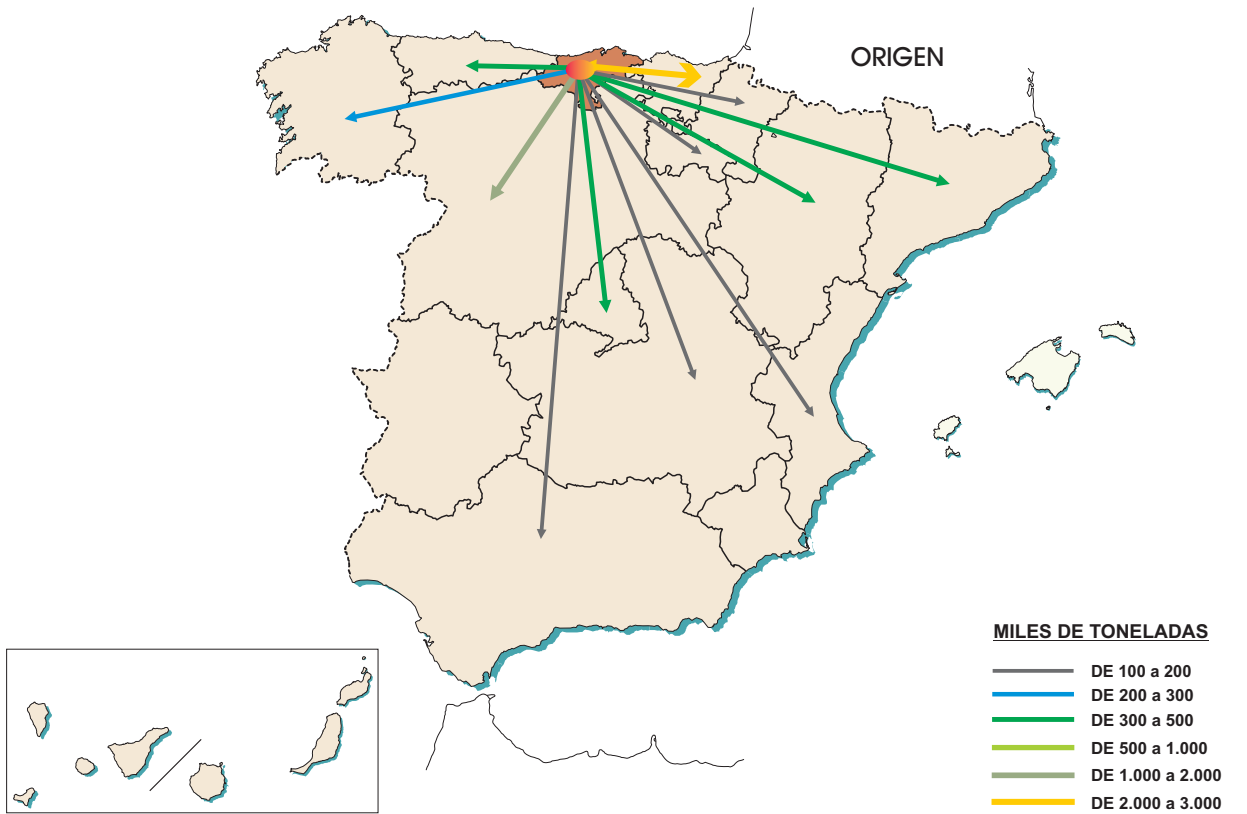 ORIGEN
MILES DE TONELADAS
DE 100 a 200
DE 200 a 300
DE 300 a 500
DE 500 a 1.000
DE 1.000 a 2.000
DE 2.000 a 3.000